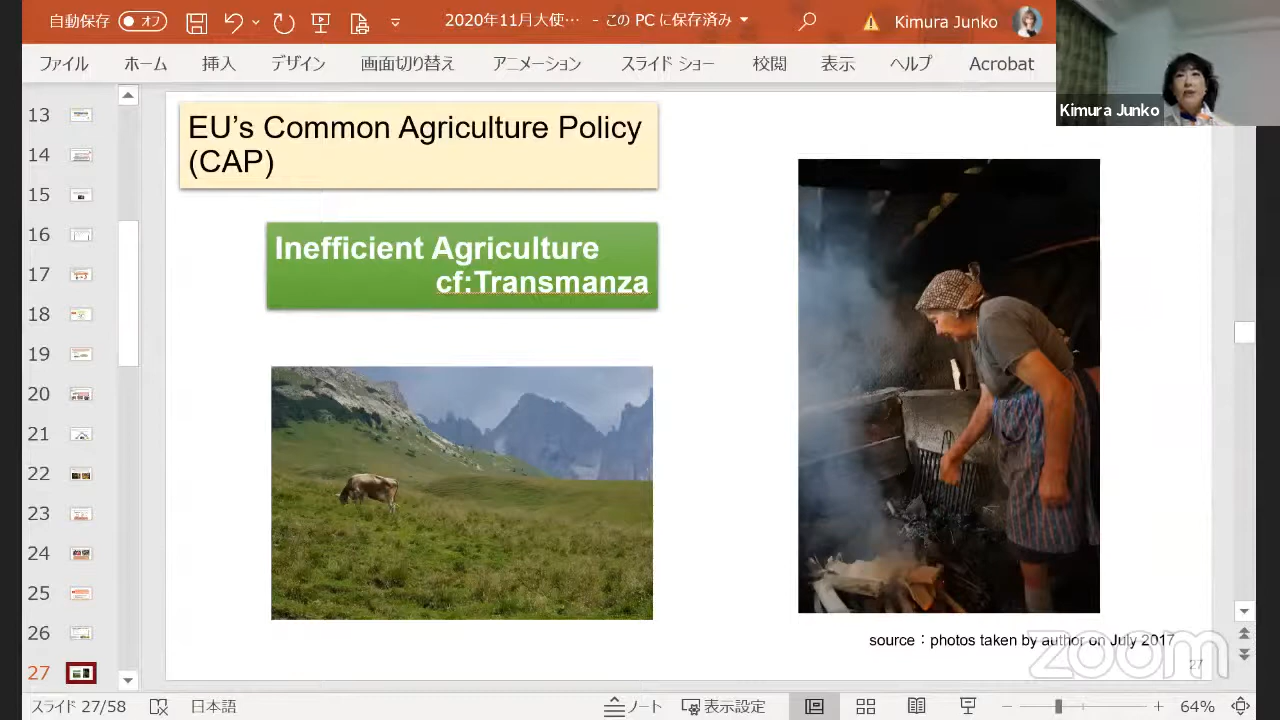 自動保存 オフ
2020年11月大使… - この PC に保存済み
Kimura Junko
ファイル ホーム 挿入 デザイン 画面切り替え アニメーション スライド ショー 校閲 表示 ヘルプ Acrobat
Kimura Junko
13
14
15
16
17
18
19
20
21
22
23
24
25
26
27
EU's Common Agriculture Policy
(CAP)
Inefficient Agriculture
cf:Transmanza
source：photos taken by author on July 2017
zoom
27
スライド 27/58 日本語 ノート 表示設定 64%